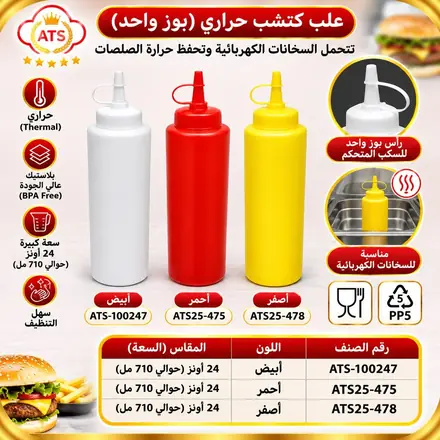 علب كتشب حراري (بوز واحد)
تتحمل السخانات الكهربائية وتحفظ حرارة الصلصات
ATS
حراري
(Thermal)
بلاستيك
عالي الجودة
(BPA Free)
سعة كبيرة
24 أونز
(حوالي 710 مل)
سهل
التنظيف
رأس بوز واحد
للسكب المتحكم
مناسبة
للسخانات الكهربائية
5
PP5
أبيض
ATS-100247
أحمر
ATS25-475
أصفر
ATS25-478
رقم الصنف اللون المقاس (السعة)
ATS-100247 أبيض 24 أونز (حوالي 710 مل)
ATS25-475 أحمر 24 أونز (حوالي 710 مل)
ATS25-478 أصفر 24 أونز (حوالي 710 مل)